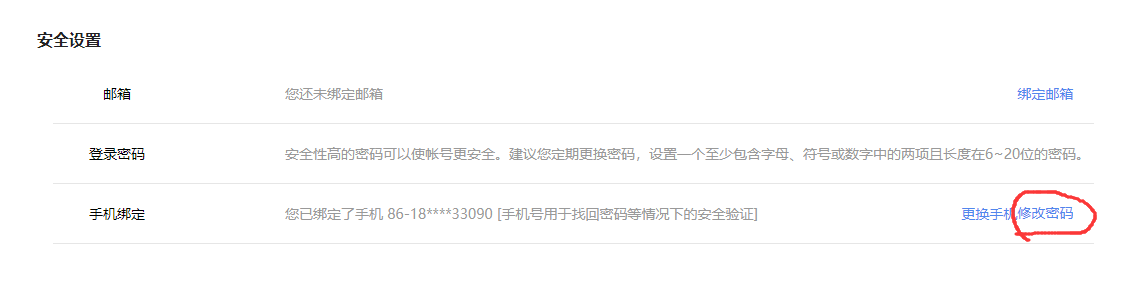 安全设置
邮箱 您还未绑定邮箱 绑定邮箱
登录密码 安全性高的密码可以使帐号更安全。建议您定期更换密码，设置一个至少包含字母、符号或数字中的两项且长度在6~20位的密码。
手机绑定 您已绑定了手机 86-18****33090 [手机号用于找回密码等情况下的安全验证] 更换手机修改密码